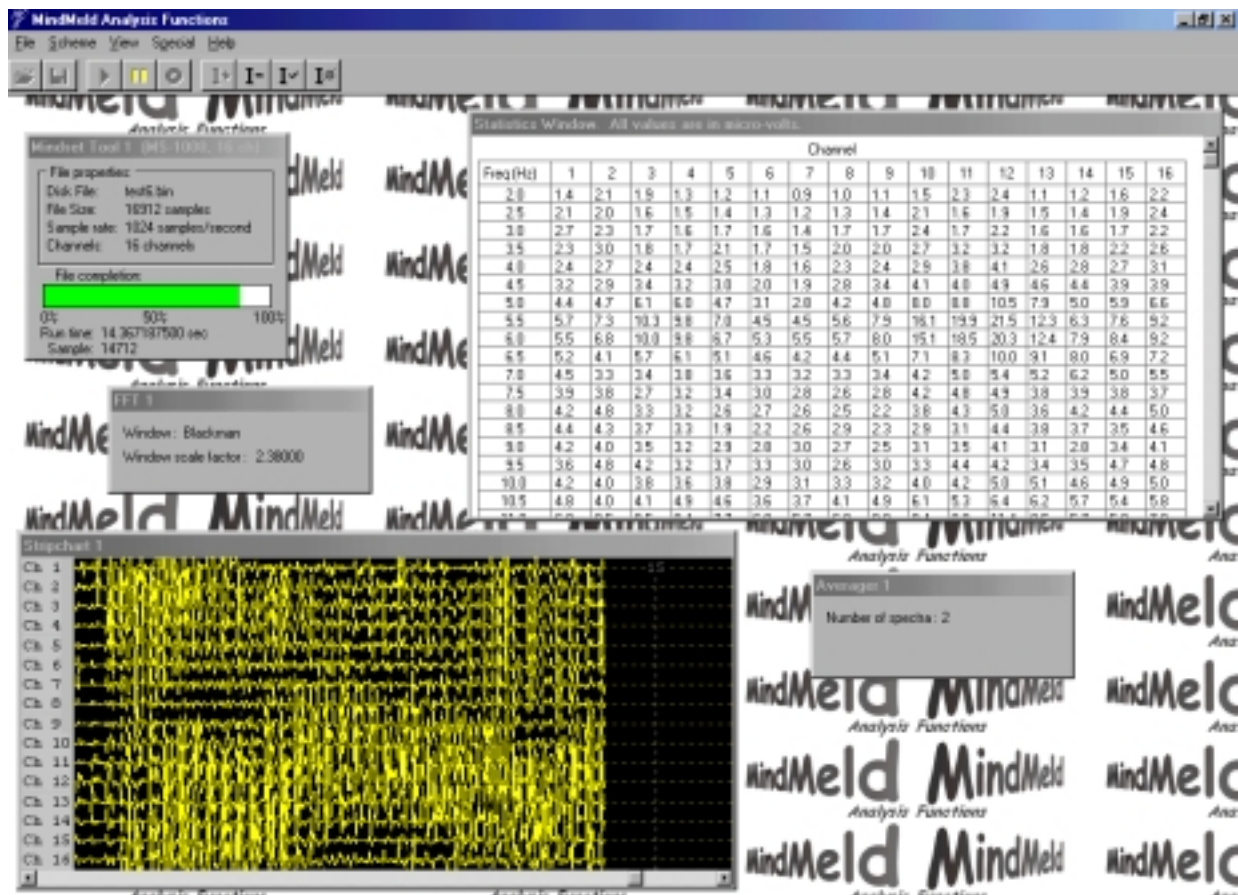 MindMeld Analysis Functions
File Scheme View Special Help
Mindset Tool 1 (MS-1000, 16 ch)
File properties:
Disk File: test6.bin
File Size: 16912 samples
Sample rate: 1024 samples/second
Channels: 16 channels
File completion:
0% 50% 100%
Run time: 14.367187500 sec
Sample: 14712
FFT 1
Window: Blackman
Window scale factor: 2.38000
Statistics Window. All values are in micro-volts.
Channel
Freq (Hz) 1 2 3 4 5 6 7 8 9 10 11 12 13 14 15 16
2.0 1.4 2.1 1.9 1.3 1.2 1.1 0.9 1.0 1.1 1.5 2.3 2.4 1.1 1.2 1.6 2.2
2.5 2.1 2.0 1.6 1.5 1.4 1.3 1.2 1.3 1.4 2.1 1.6 1.9 1.5 1.4 1.9 2.4
3.0 2.7 2.3 1.7 1.6 1.7 1.6 1.4 1.7 1.7 2.4 1.7 2.2 1.6 1.6 1.7 2.2
3.5 2.3 3.0 1.8 1.7 2.1 1.7 1.5 2.0 2.0 2.7 3.2 3.2 1.8 1.8 2.2 2.6
4.0 2.4 2.7 2.4 2.4 2.5 1.8 1.6 2.3 2.4 2.9 3.8 4.1 2.6 2.8 2.7 3.1
4.5 3.2 2.9 3.4 3.2 3.0 2.0 1.9 2.8 3.4 4.1 4.0 4.9 4.6 4.4 3.9 3.9
5.0 4.4 4.7 6.1 6.0 4.7 3.1 2.8 4.2 4.8 8.0 8.8 10.5 7.9 5.0 5.9 6.6
5.5 5.7 7.3 10.3 9.8 7.0 4.5 4.5 5.6 7.9 16.1 19.9 21.5 12.3 6.3 7.6 9.2
6.0 5.5 6.8 10.0 9.8 6.7 5.3 5.5 5.7 8.0 15.1 18.5 20.3 12.4 7.9 8.4 9.2
6.5 5.2 4.1 5.7 6.1 5.1 4.6 4.2 4.4 5.1 7.1 8.3 10.0 9.1 8.0 6.9 7.2
7.0 4.5 3.3 3.4 3.8 3.6 3.3 3.2 3.3 3.4 4.2 5.0 5.4 5.2 6.2 5.0 5.5
7.5 3.9 3.8 2.7 3.2 3.4 3.0 2.8 2.6 2.8 4.2 4.8 4.9 3.8 3.9 3.8 3.7
8.0 4.2 4.8 3.3 3.2 2.6 2.7 2.6 2.5 2.2 3.8 4.3 5.0 3.6 4.2 4.4 5.0
8.5 4.4 4.3 3.7 3.3 1.9 2.2 2.6 2.9 2.3 2.9 3.1 4.4 3.8 3.7 3.5 4.6
9.0 4.2 4.0 3.5 3.2 2.9 2.8 3.0 2.7 2.5 3.1 3.5 4.1 3.1 2.8 3.4 4.1
9.5 3.6 4.8 4.2 3.2 3.7 3.3 3.0 2.6 3.0 3.3 4.4 4.2 3.4 3.5 4.7 4.8
10.0 4.2 4.0 3.8 3.6 3.8 2.9 3.1 3.3 3.2 4.0 4.2 5.0 5.1 4.6 4.9 5.0
10.5 4.8 4.0 4.1 4.9 4.6 3.6 3.7 4.1 4.9 6.1 5.3 6.4 6.2 5.7 5.4 5.8
Stripchart 1
Ch 1
Ch 2
Ch 3
Ch 4
Ch 5
Ch 6
Ch 7
Ch 8
Ch 9
Ch 10
Ch 11
Ch 12
Ch 13
Ch 14
Ch 15
Ch 16
15
Averages 1
Number of spectra: 2
MindMeld
Analysis Functions
MindMeld
Analysis Functions
MindMeld
Analysis Functions